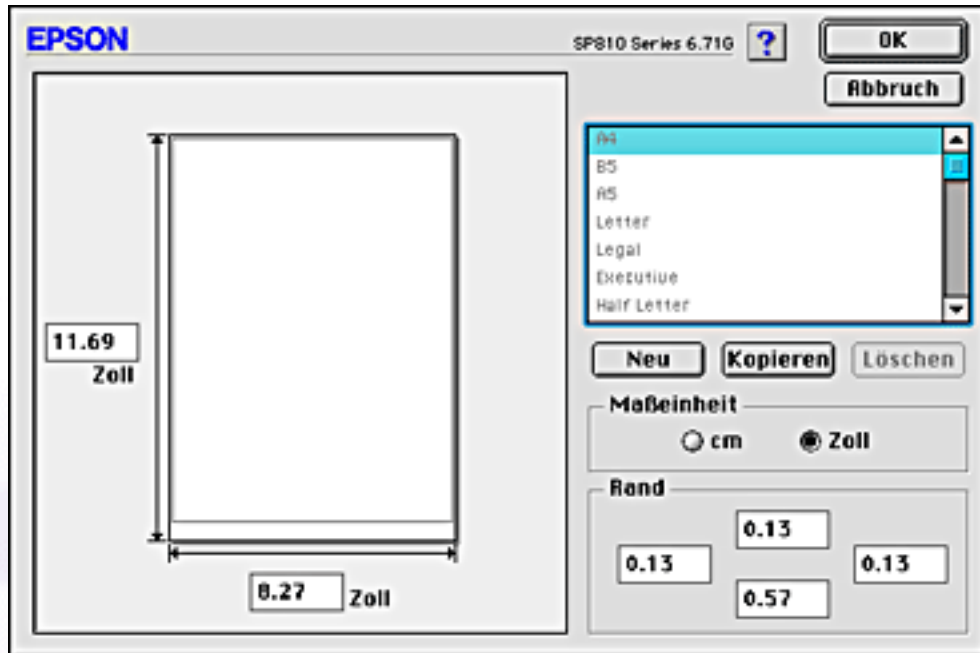 EPSON
SP810 Series 6.71G
?
OK
Abbruch
A4
B5
A5
Letter
Legal
Executive
Half Letter
11.69
Zoll
8.27 Zoll
Neu Kopieren Löschen
Maßeinheit
cm Zoll
Rand
0.13
0.13 0.13
0.57